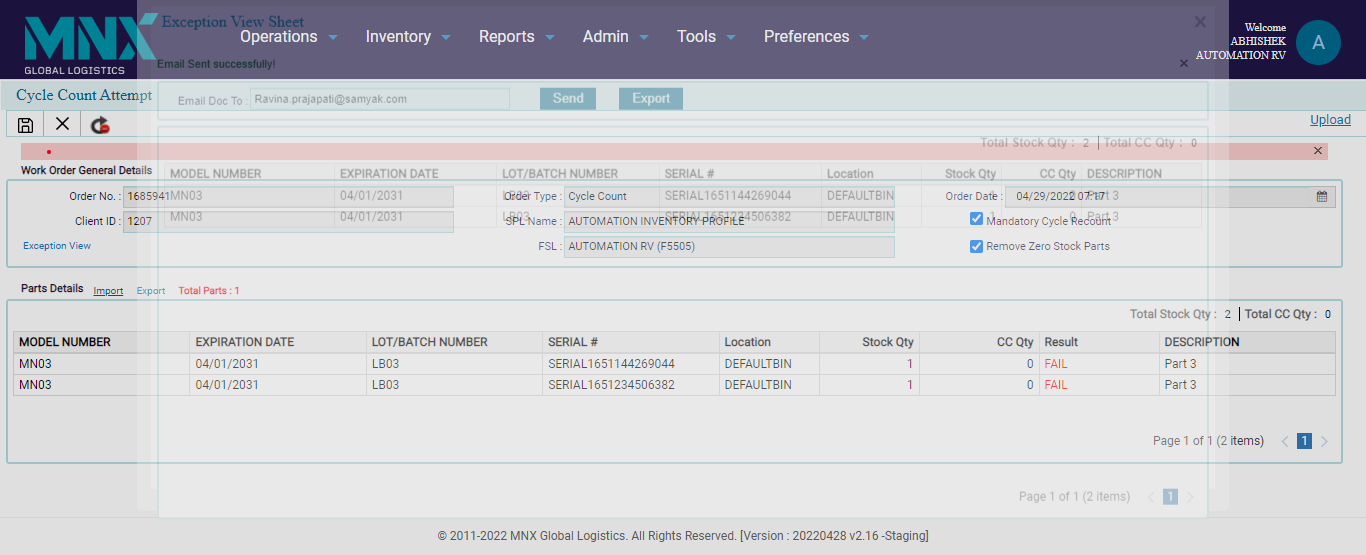 MNX
GLOBAL LOGISTICS
Exception View Sheet
Operations Inventory Reports Admin Tools Preferences
Welcome
ABHISHEK
AUTOMATION RV
A
Email Sent successfully!
Cycle Count Attempt
Email Doc To : Ravina.prajapati@samyak.com Send Export
Upload
Total Stock Qty : 2 Total CC Qty : 0
Work Order General Details
MODEL NUMBER EXPIRATION DATE LOT/BATCH NUMBER SERIAL # Location Stock Qty CC Qty DESCRIPTION
MN03 04/01/2031 LB03 SERIAL1651144269044 DEFAULTBIN 1 0 Part 3
MN03 04/01/2031 LB03 SERIAL1651234506382 DEFAULTBIN 1 0 Part 3
Order No. : 1685941 Order Type : Cycle Count Order Date : 04/29/2022 07:17
Client ID : 1207 SPL Name : AUTOMATION INVENTORY PROFILE Mandatory Cycle Recount
Exception View FSL : AUTOMATION RV (F5505) Remove Zero Stock Parts
Parts Details Import Export Total Parts : 1
Total Stock Qty : 2 Total CC Qty : 0
MODEL NUMBER EXPIRATION DATE LOT/BATCH NUMBER SERIAL # Location Stock Qty CC Qty Result DESCRIPTION
MN03 04/01/2031 LB03 SERIAL1651144269044 DEFAULTBIN 1 0 FAIL Part 3
MN03 04/01/2031 LB03 SERIAL1651234506382 DEFAULTBIN 1 0 FAIL Part 3
Page 1 of 1 (2 items) 1
Page 1 of 1 (2 items) 1
© 2011-2022 MNX Global Logistics. All Rights Reserved. [Version : 20220428 v2.16 -Staging]